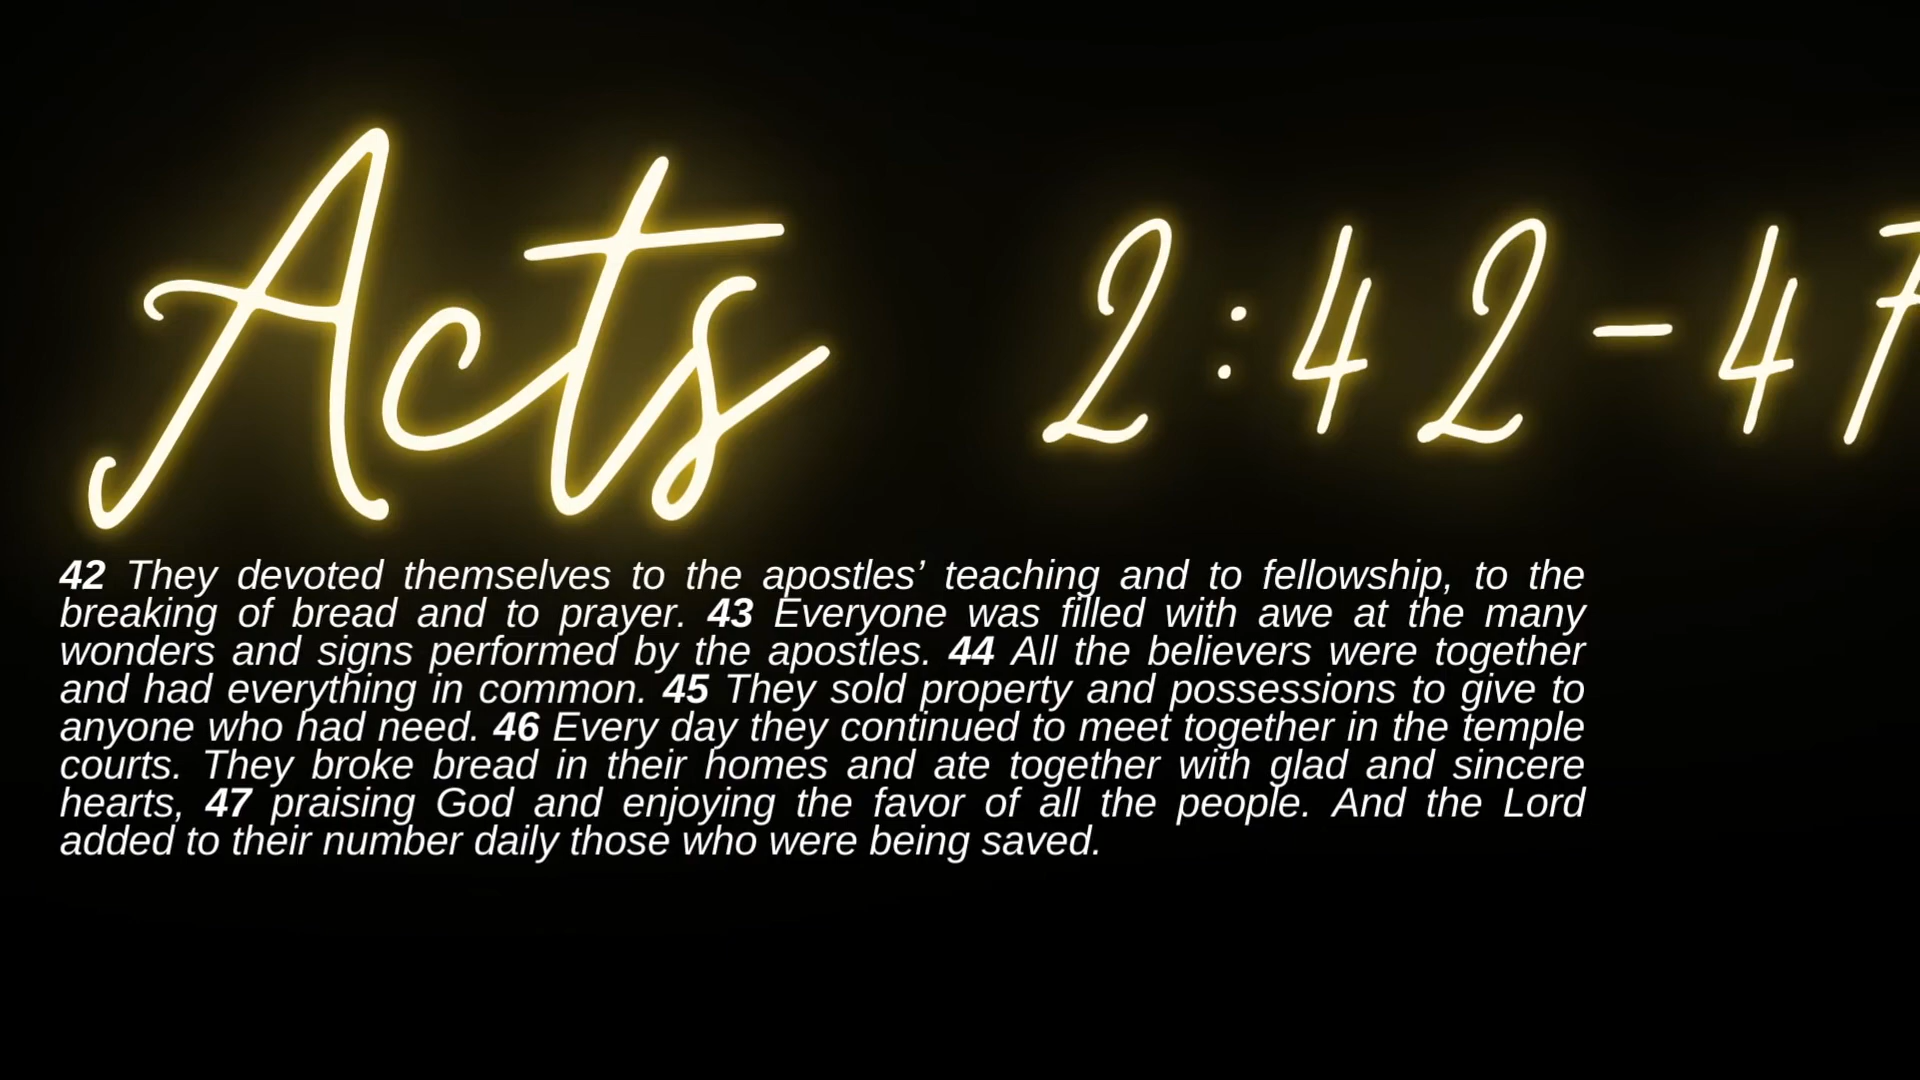 Acts 2:42-47
42 They devoted themselves to the apostles’ teaching and to fellowship, to the
breaking of bread and to prayer. 43 Everyone was filled with awe at the many
wonders and signs performed by the apostles. 44 All the believers were together
and had everything in common. 45 They sold property and possessions to give to
anyone who had need. 46 Every day they continued to meet together in the temple
courts. They broke bread in their homes and ate together with glad and sincere
hearts, 47 praising God and enjoying the favor of all the people. And the Lord
added to their number daily those who were being saved.